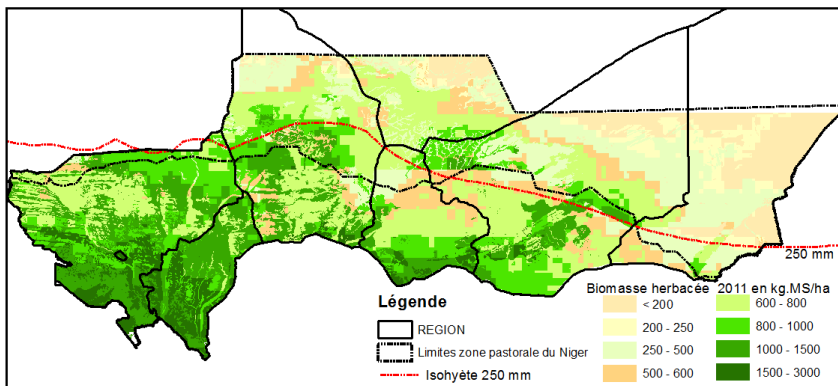 250 mm
Légende
REGION
Limites zone pastorale du Niger
Isohyète 250 mm
Biomasse herbacée 2011 en kg.MS/ha
< 200
200 - 250
250 - 500
500 - 600
600 - 800
800 - 1000
1000 - 1500
1500 - 3000